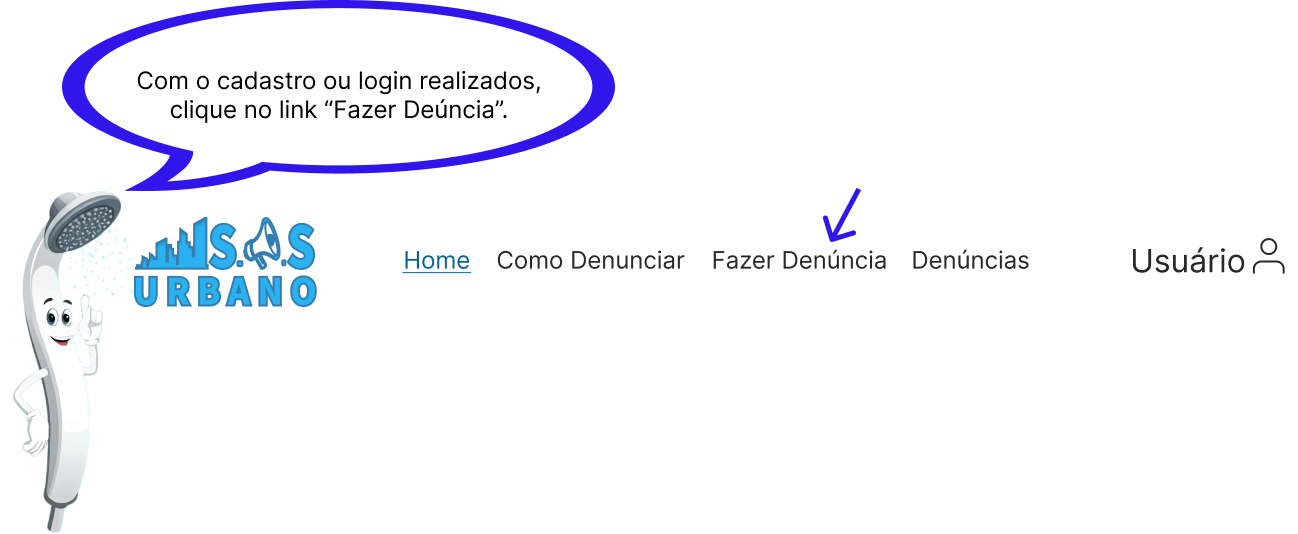 Com o cadastro ou login realizados,
clique no link “Fazer Deúncia”.
S.O.S
URBANO
Home Como Denunciar Fazer Denúncia Denúncias Usuário